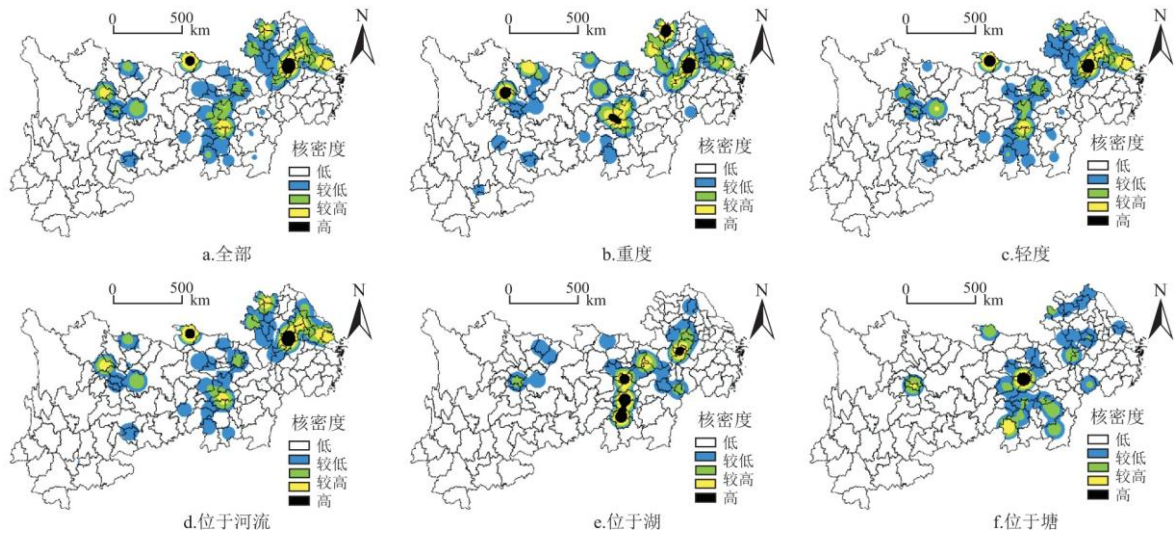 0 500
km
N
核密度
低
较低
较高
高
a.全部
0 500
km
N
核密度
低
较低
较高
高
b.重度
0 500
km
N
核密度
低
较低
较高
高
c.轻度
0 500
km
N
核密度
低
较低
较高
高
d.位于河流
0 500
km
N
核密度
低
较低
较高
高
e.位于湖
0 500
km
N
核密度
低
较低
较高
高
f.位于塘